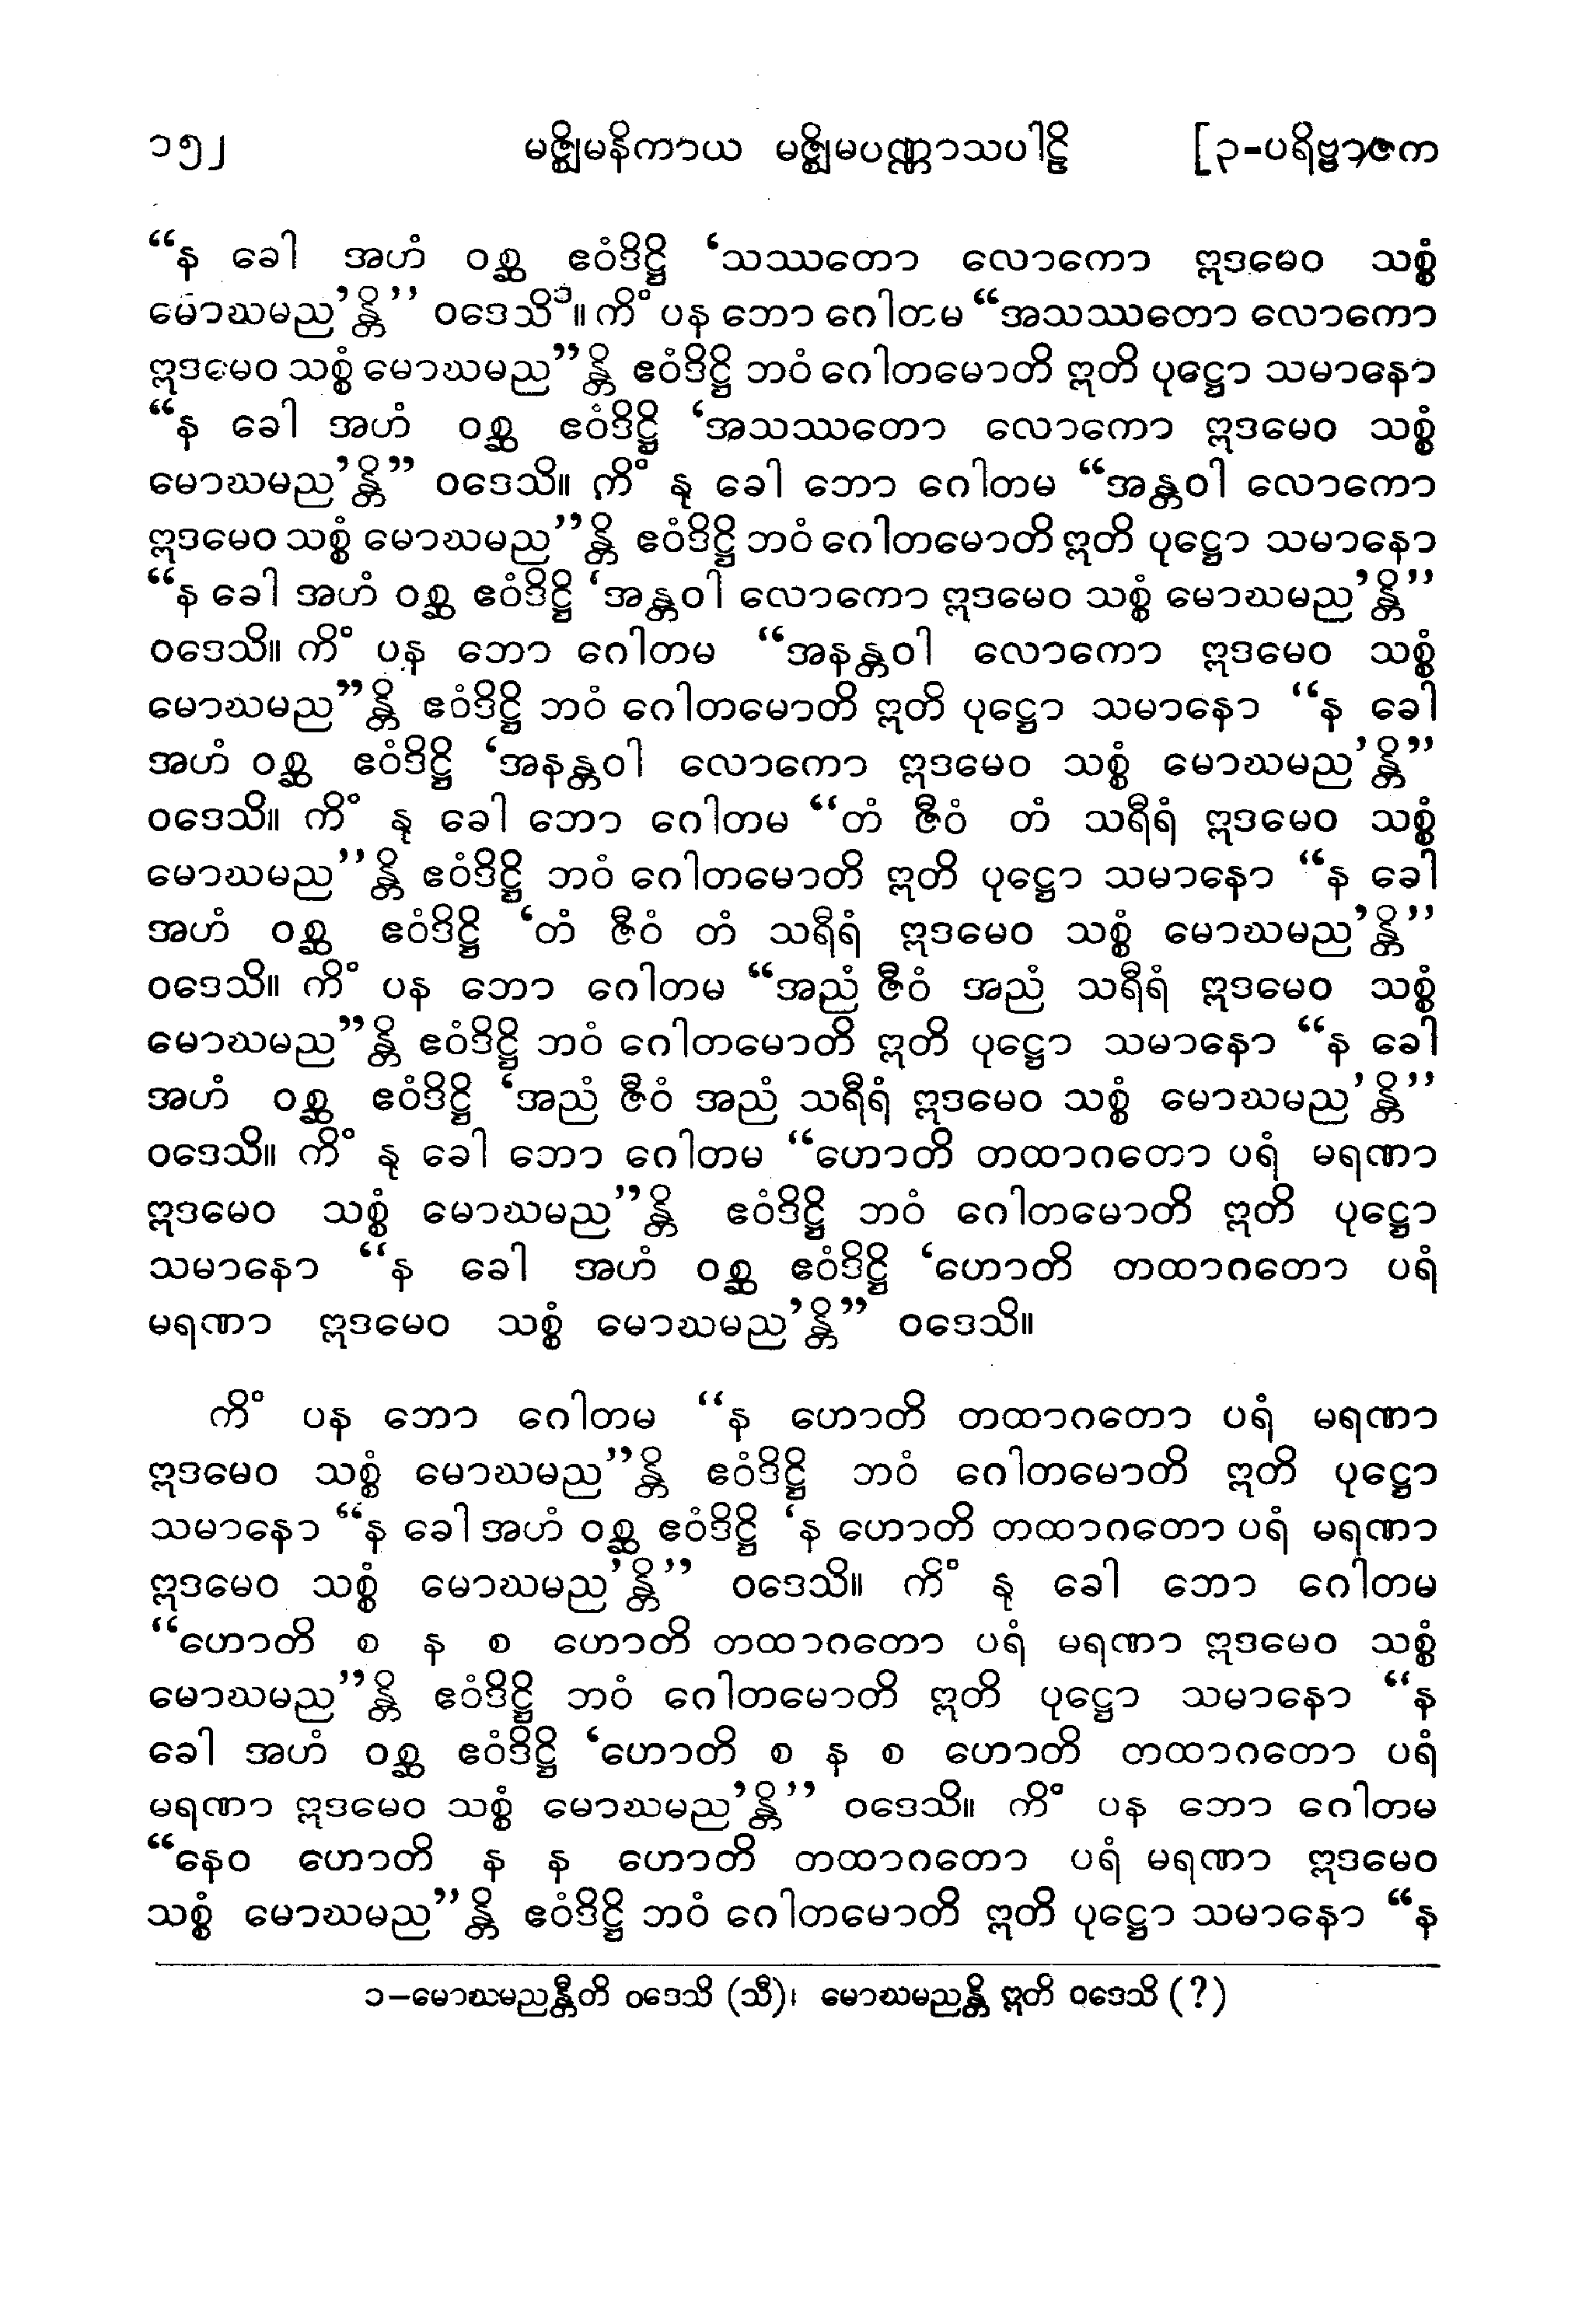 ၁၅၂ မဇ္ဈိမနိကာယ မဇ္ဈိမပဏ္ဏာသပါဠိ [၃-ပရိဗ္ဗာဇက
“န ခေါ အဟံ ဝစ္ဆ ဧဝံဒိဋ္ဌိ ‘သဿတော လောကော ဣဒမေဝ သစ္စံ
မောဃမည’န္တိ” ဝဒေသိ၁။ ကိံ ပန ဘော ဂေါတမ “အသဿတော လောကော
ဣဒမေဝ သစ္စံ မောဃမည”န္တိ ဧဝံဒိဋ္ဌိ ဘဝံ ဂေါတမောတိ ဣတိ ပုဋ္ဌော သမာနော
“န ခေါ အဟံ ဝစ္ဆ ဧဝံဒိဋ္ဌိ ‘အသဿတော လောကော ဣဒမေဝ သစ္စံ
မောဃမည’န္တိ” ဝဒေသိ။ ကိံ နု ခေါ ဘော ဂေါတမ “အန္တဝါ လောကော
ဣဒမေဝ သစ္စံ မောဃမည”န္တိ ဧဝံဒိဋ္ဌိ ဘဝံ ဂေါတမောတိ ဣတိ ပုဋ္ဌော သမာနော
“န ခေါ အဟံ ဝစ္ဆ ဧဝံဒိဋ္ဌိ ‘အန္တဝါ လောကော ဣဒမေဝ သစ္စံ မောဃမည’န္တိ”
ဝဒေသိ။ ကိံ ပန ဘော ဂေါတမ “အနန္တဝါ လောကော ဣဒမေဝ သစ္စံ
မောဃမည”န္တိ ဧဝံဒိဋ္ဌိ ဘဝံ ဂေါတမောတိ ဣတိ ပုဋ္ဌော သမာနော “န ခေါ
အဟံ ဝစ္ဆ ဧဝံဒိဋ္ဌိ ‘အနန္တဝါ လောကော ဣဒမေဝ သစ္စံ မောဃမည’န္တိ”
ဝဒေသိ။ ကိံ နု ခေါ ဘော ဂေါတမ “တံ ဇီဝံ တံ သရီရံ ဣဒမေဝ သစ္စံ
မောဃမည”န္တိ ဧဝံဒိဋ္ဌိ ဘဝံ ဂေါတမောတိ ဣတိ ပုဋ္ဌော သမာနော “န ခေါ
အဟံ ဝစ္ဆ ဧဝံဒိဋ္ဌိ ‘တံ ဇီဝံ တံ သရီရံ ဣဒမေဝ သစ္စံ မောဃမည’န္တိ”
ဝဒေသိ။ ကိံ ပန ဘော ဂေါတမ “အညံ ဇီဝံ အညံ သရီရံ ဣဒမေဝ သစ္စံ
မောဃမည”န္တိ ဧဝံဒိဋ္ဌိ ဘဝံ ဂေါတမောတိ ဣတိ ပုဋ္ဌော သမာနော “န ခေါ
အဟံ ဝစ္ဆ ဧဝံဒိဋ္ဌိ ‘အညံ ဇီဝံ အညံ သရီရံ ဣဒမေဝ သစ္စံ မောဃမည’န္တိ”
ဝဒေသိ။ ကိံ နု ခေါ ဘော ဂေါတမ “ဟောတိ တထာဂတော ပရံ မရဏာ
ဣဒမေဝ သစ္စံ မောဃမည”န္တိ ဧဝံဒိဋ္ဌိ ဘဝံ ဂေါတမောတိ ဣတိ ပုဋ္ဌော
သမာနော “န ခေါ အဟံ ဝစ္ဆ ဧဝံဒိဋ္ဌိ ‘ဟောတိ တထာဂတော ပရံ
မရဏာ ဣဒမေဝ သစ္စံ မောဃမည’န္တိ” ဝဒေသိ။
ကိံ ပန ဘော ဂေါတမ “န ဟောတိ တထာဂတော ပရံ မရဏာ
ဣဒမေဝ သစ္စံ မောဃမည”န္တိ ဧဝံဒိဋ္ဌိ ဘဝံ ဂေါတမောတိ ဣတိ ပုဋ္ဌော
သမာနော “န ခေါ အဟံ ဝစ္ဆ ဧဝံဒိဋ္ဌိ ‘န ဟောတိ တထာဂတော ပရံ မရဏာ
ဣဒမေဝ သစ္စံ မောဃမည’န္တိ” ဝဒေသိ။ ကိံ နု ခေါ ဘော ဂေါတမ
“ဟောတိ စ န စ ဟောတိ တထာဂတော ပရံ မရဏာ ဣဒမေဝ သစ္စံ
မောဃမည”န္တိ ဧဝံဒိဋ္ဌိ ဘဝံ ဂေါတမောတိ ဣတိ ပုဋ္ဌော သမာနော “န
ခေါ အဟံ ဝစ္ဆ ဧဝံဒိဋ္ဌိ ‘ဟောတိ စ န စ ဟောတိ တထာဂတော ပရံ
မရဏာ ဣဒမေဝ သစ္စံ မောဃမည’န္တိ” ဝဒေသိ။ ကိံ ပန ဘော ဂေါတမ
“နေဝ ဟောတိ န န ဟောတိ တထာဂတော ပရံ မရဏာ ဣဒမေဝ
သစ္စံ မောဃမည”န္တိ ဧဝံဒိဋ္ဌိ ဘဝံ ဂေါတမောတိ ဣတိ ပုဋ္ဌော သမာနော “န
၁–မောဃမညန္တီတိ ဝဒေသိ (သီ)၊ မောဃမညန္တိ ဣတိ ဝဒေသိ (?)